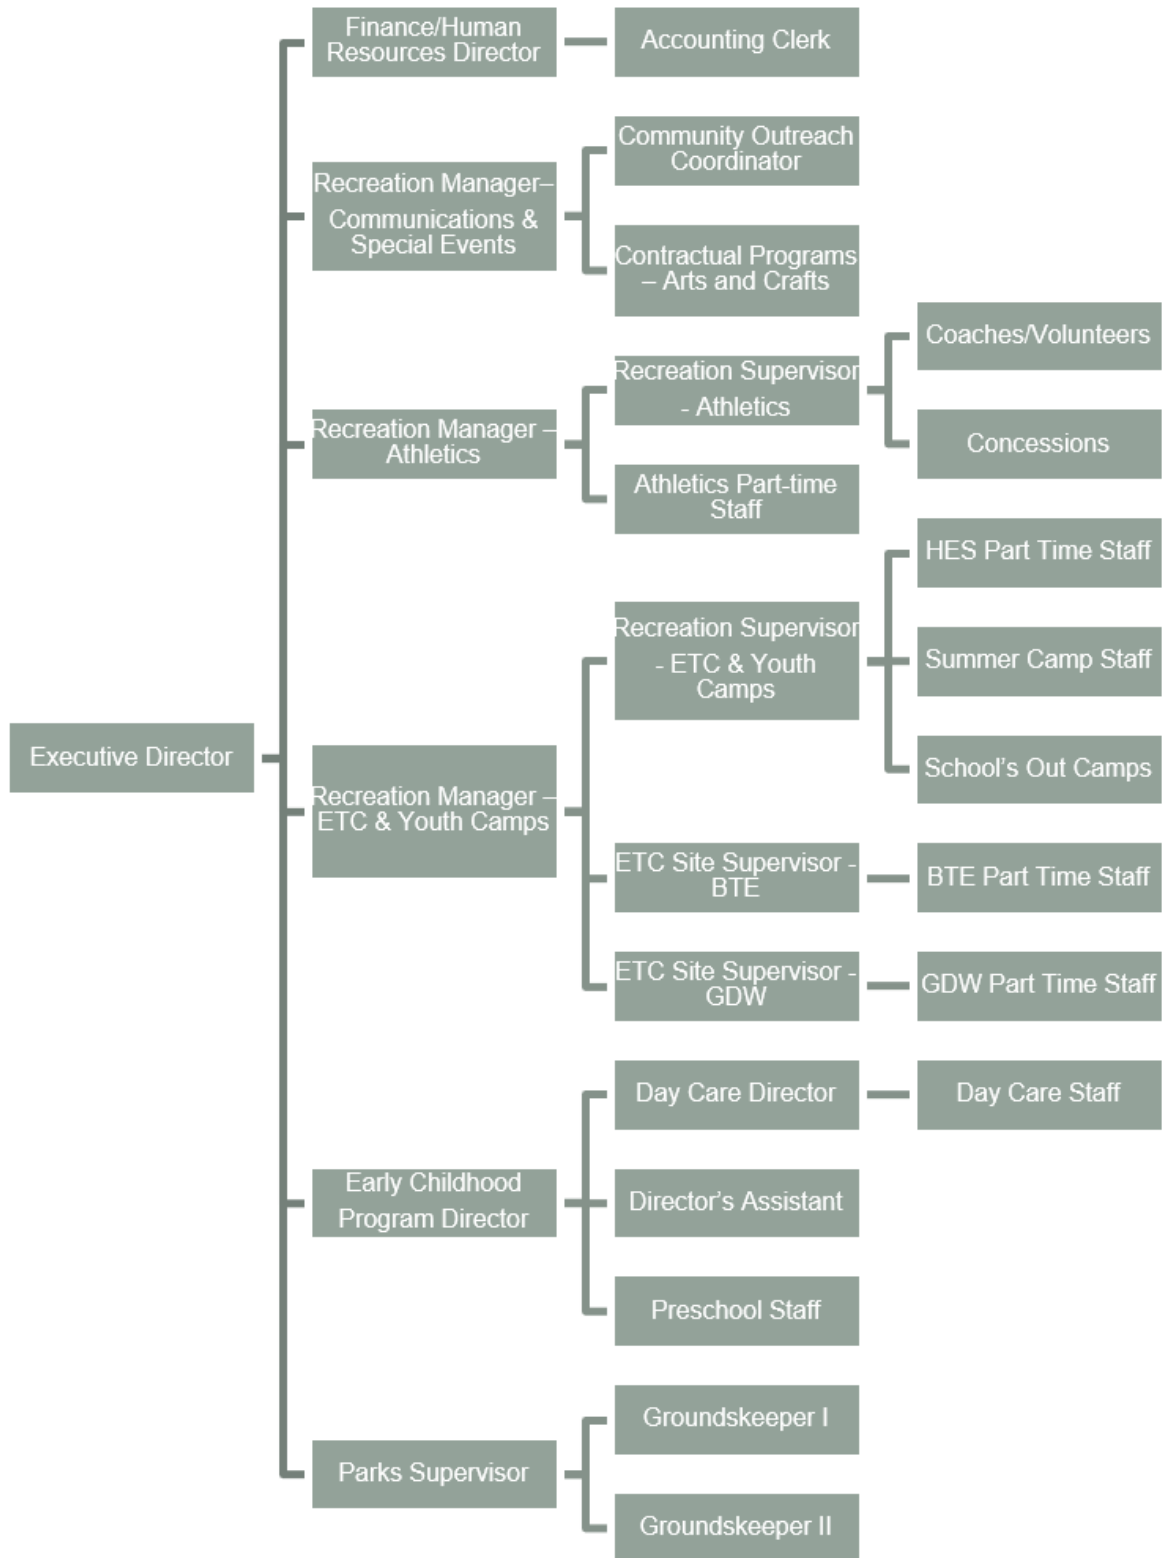 Finance/Human
Resources Director
Accounting Clerk
Community Outreach
Coordinator
Recreation Manager–
Communications &
Special Events
Contractual Programs
– Arts and Crafts
Coaches/Volunteers
Recreation Supervisor
- Athletics
Recreation Manager –
Athletics
Concessions
Athletics Part-time
Staff
HES Part Time Staff
Recreation Supervisor
- ETC & Youth
Camps
Summer Camp Staff
Executive Director
School’s Out Camps
Recreation Manager –
ETC & Youth Camps
ETC Site Supervisor -
BTE
BTE Part Time Staff
ETC Site Supervisor -
GDW
GDW Part Time Staff
Day Care Director
Day Care Staff
Early Childhood
Program Director
Director’s Assistant
Preschool Staff
Groundskeeper I
Parks Supervisor
Groundskeeper II